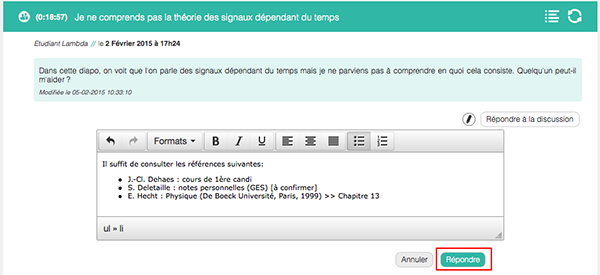 (0:18:57) Je ne comprends pas la théorie des signaux dépendant du temps
Etudiant Lambda // le 2 Février 2015 à 17h24
Dans cette diapo, on voit que l'on parle des signaux dépendant du temps mais je ne parviens pas à comprendre en quoi cela consiste. Quelqu'un peut-il
m'aider ?
Modifiée le 05-02-2015 10:33:10
Répondre à la discussion
Formats B I U
Il suffit de consulter les références suivantes:
• J.-Cl. Dehaes : cours de 1ère candi
• S. Deletaille : notes personnelles (GES) [à confirmer]
• E. Hecht : Physique (De Boeck Université, Paris, 1999) >> Chapitre 13
ul » li
Annuler Répondre